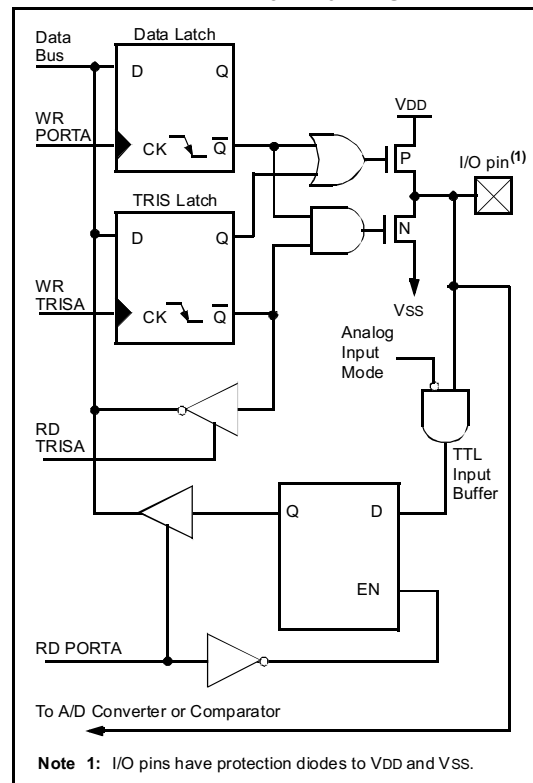 Data Latch
Data
Bus
D
Q
WR
PORTA
CK
Q
VDD
P
I/O pin(1)
TRIS Latch
D
Q
N
WR
TRISA
CK
Q
VSS
Analog
Input
Mode
RD
TRISA
TTL
Input
Buffer
Q
D
EN
RD PORTA
To A/D Converter or Comparator
Note 1: I/O pins have protection diodes to VDD and VSS.